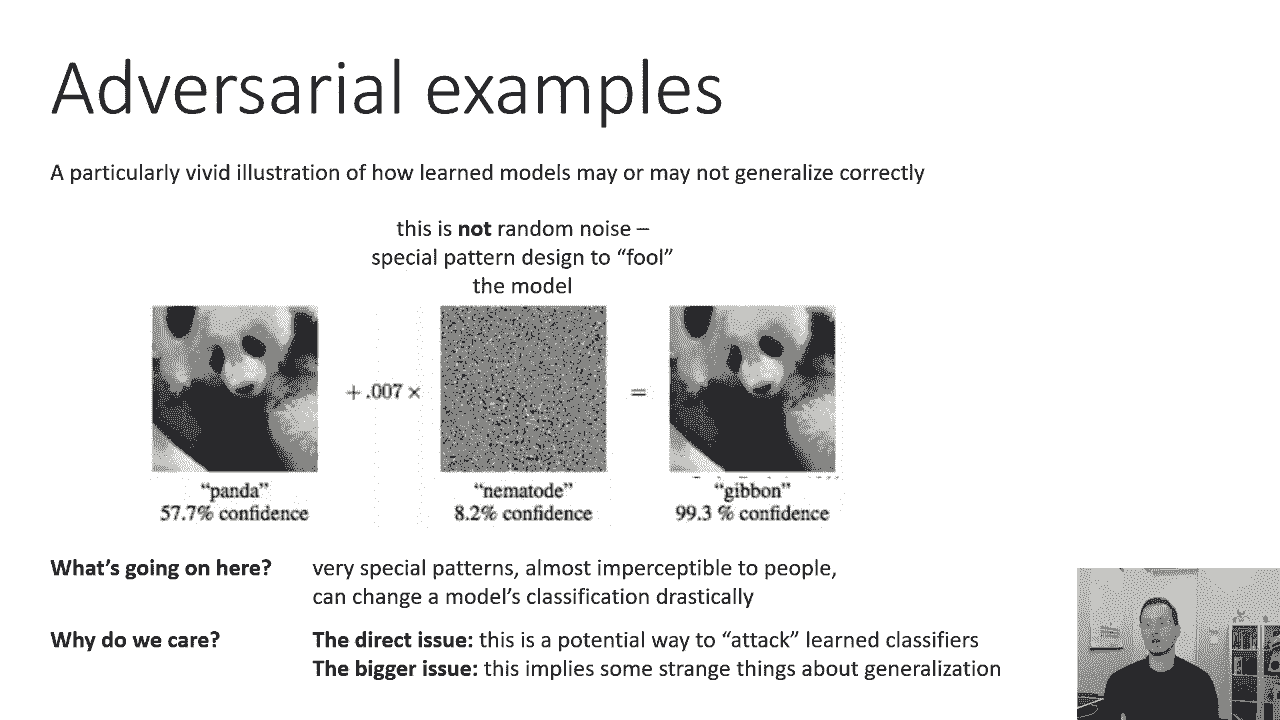 Adversarial examples
A particularly vivid illustration of how learned models may or may not generalize correctly
this is not random noise –
special pattern design to “fool”
the model
+ .007 ×
=
“panda”
57.7% confidence
“nematode”
8.2% confidence
“gibbon”
99.3 % confidence
What’s going on here?
very special patterns, almost imperceptible to people,
can change a model’s classification drastically
Why do we care?
The direct issue: this is a potential way to “attack” learned classifiers
The bigger issue: this implies some strange things about generalization